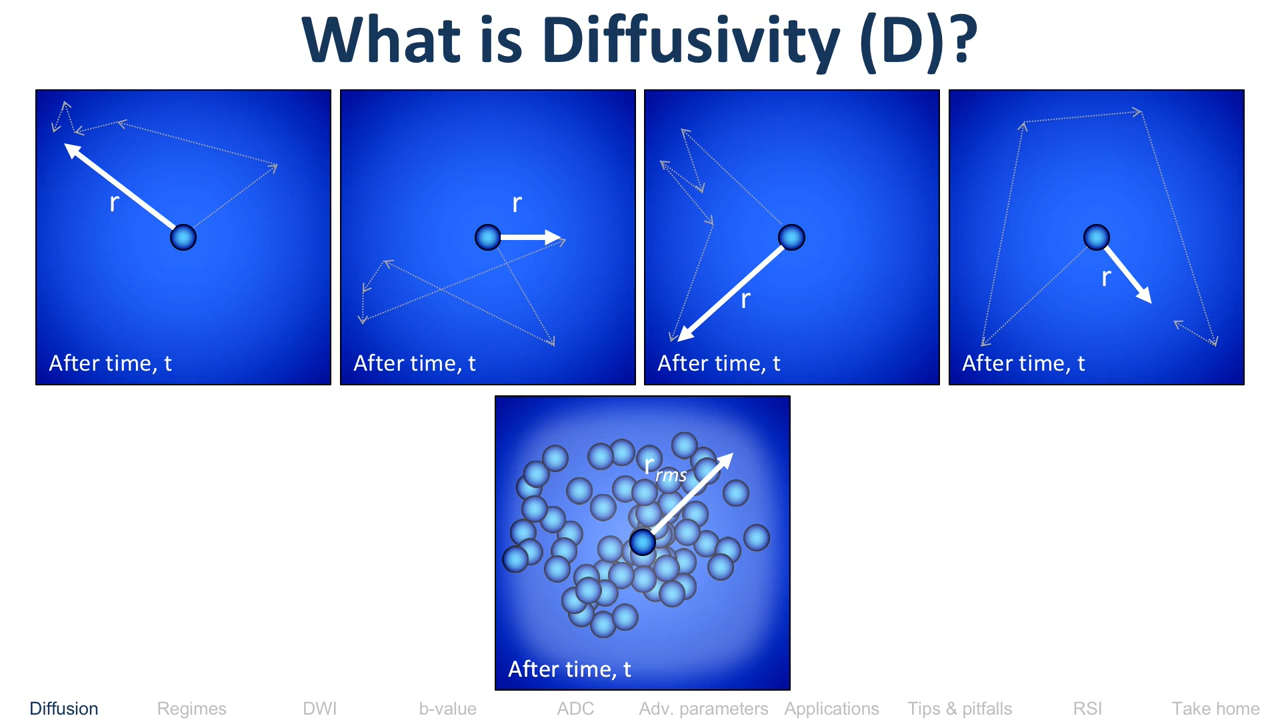 What is Diffusivity (D)?
r
After time, t
r
After time, t
r
After time, t
r
After time, t
r rms
After time, t
Diffusion Regimes DWI b-value ADC Adv. parameters Applications Tips & pitfalls RSI Take home